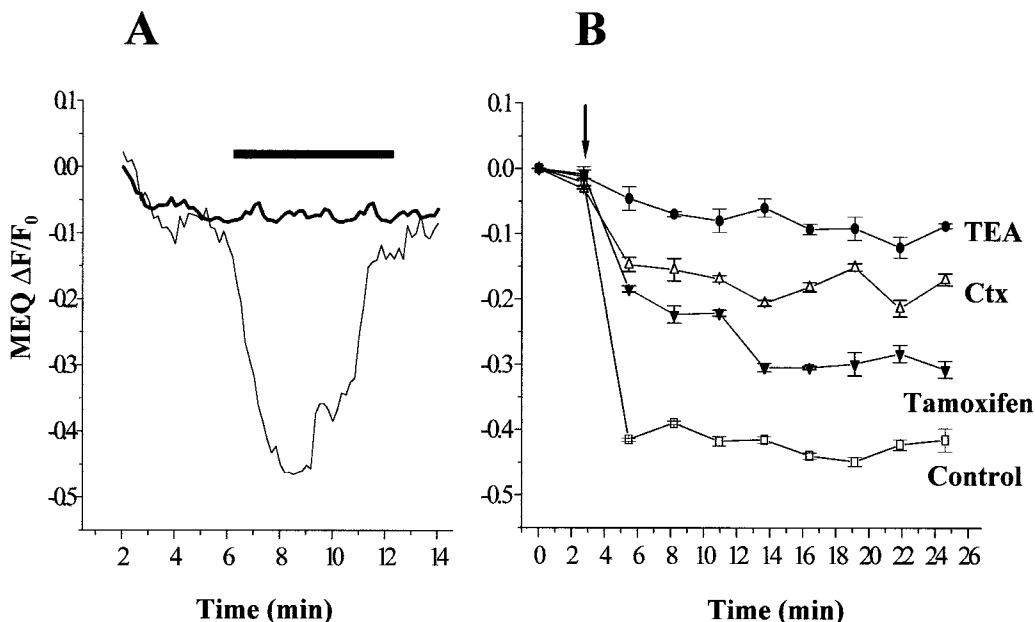 A
B
0.1
0.0
-0.1
-0.2
-0.3
-0.4
-0.5
MEQ ΔF/F0
2 4 6 8 10 12 14
Time (min)
0.1
0.0
-0.1
-0.2
-0.3
-0.4
-0.5
TEA
Ctx
Tamoxifen
Control
0 2 4 6 8 10 12 14 16 18 20 22 24 26
Time (min)